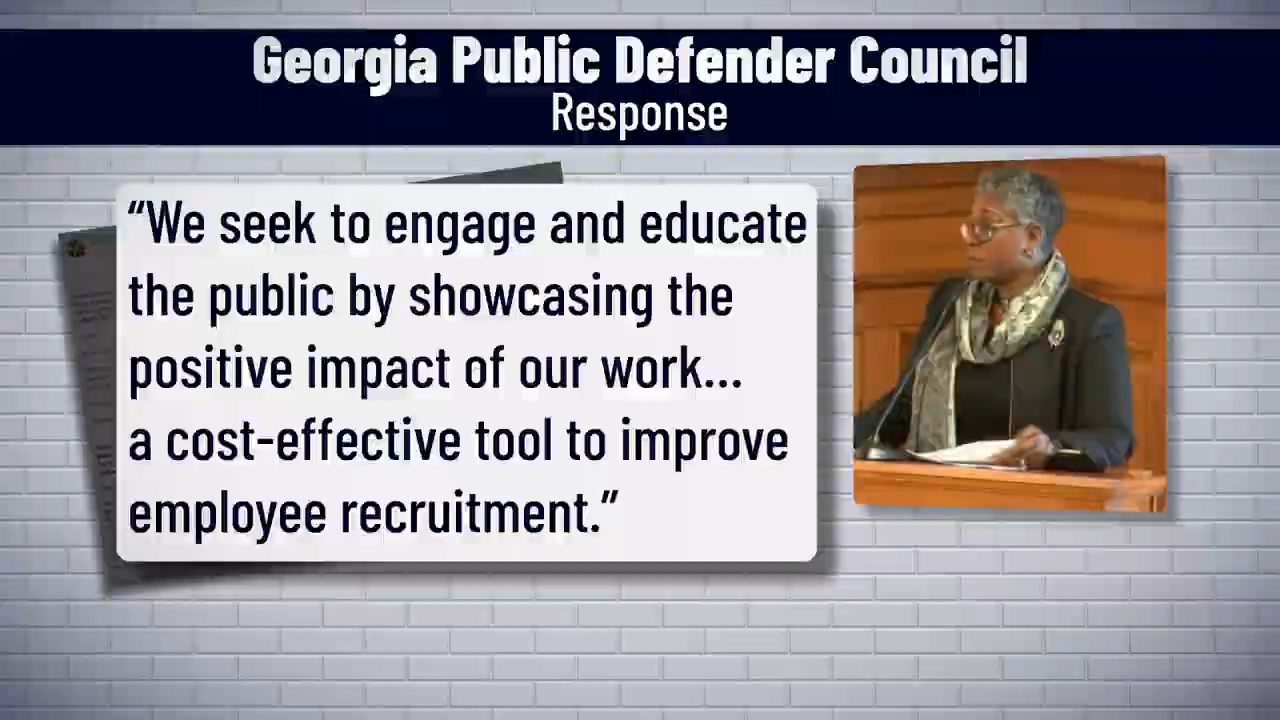 Georgia Public Defender Council
Response
“We seek to engage and educate
the public by showcasing the
positive impact of our work...
a cost-effective tool to improve
employee recruitment.”